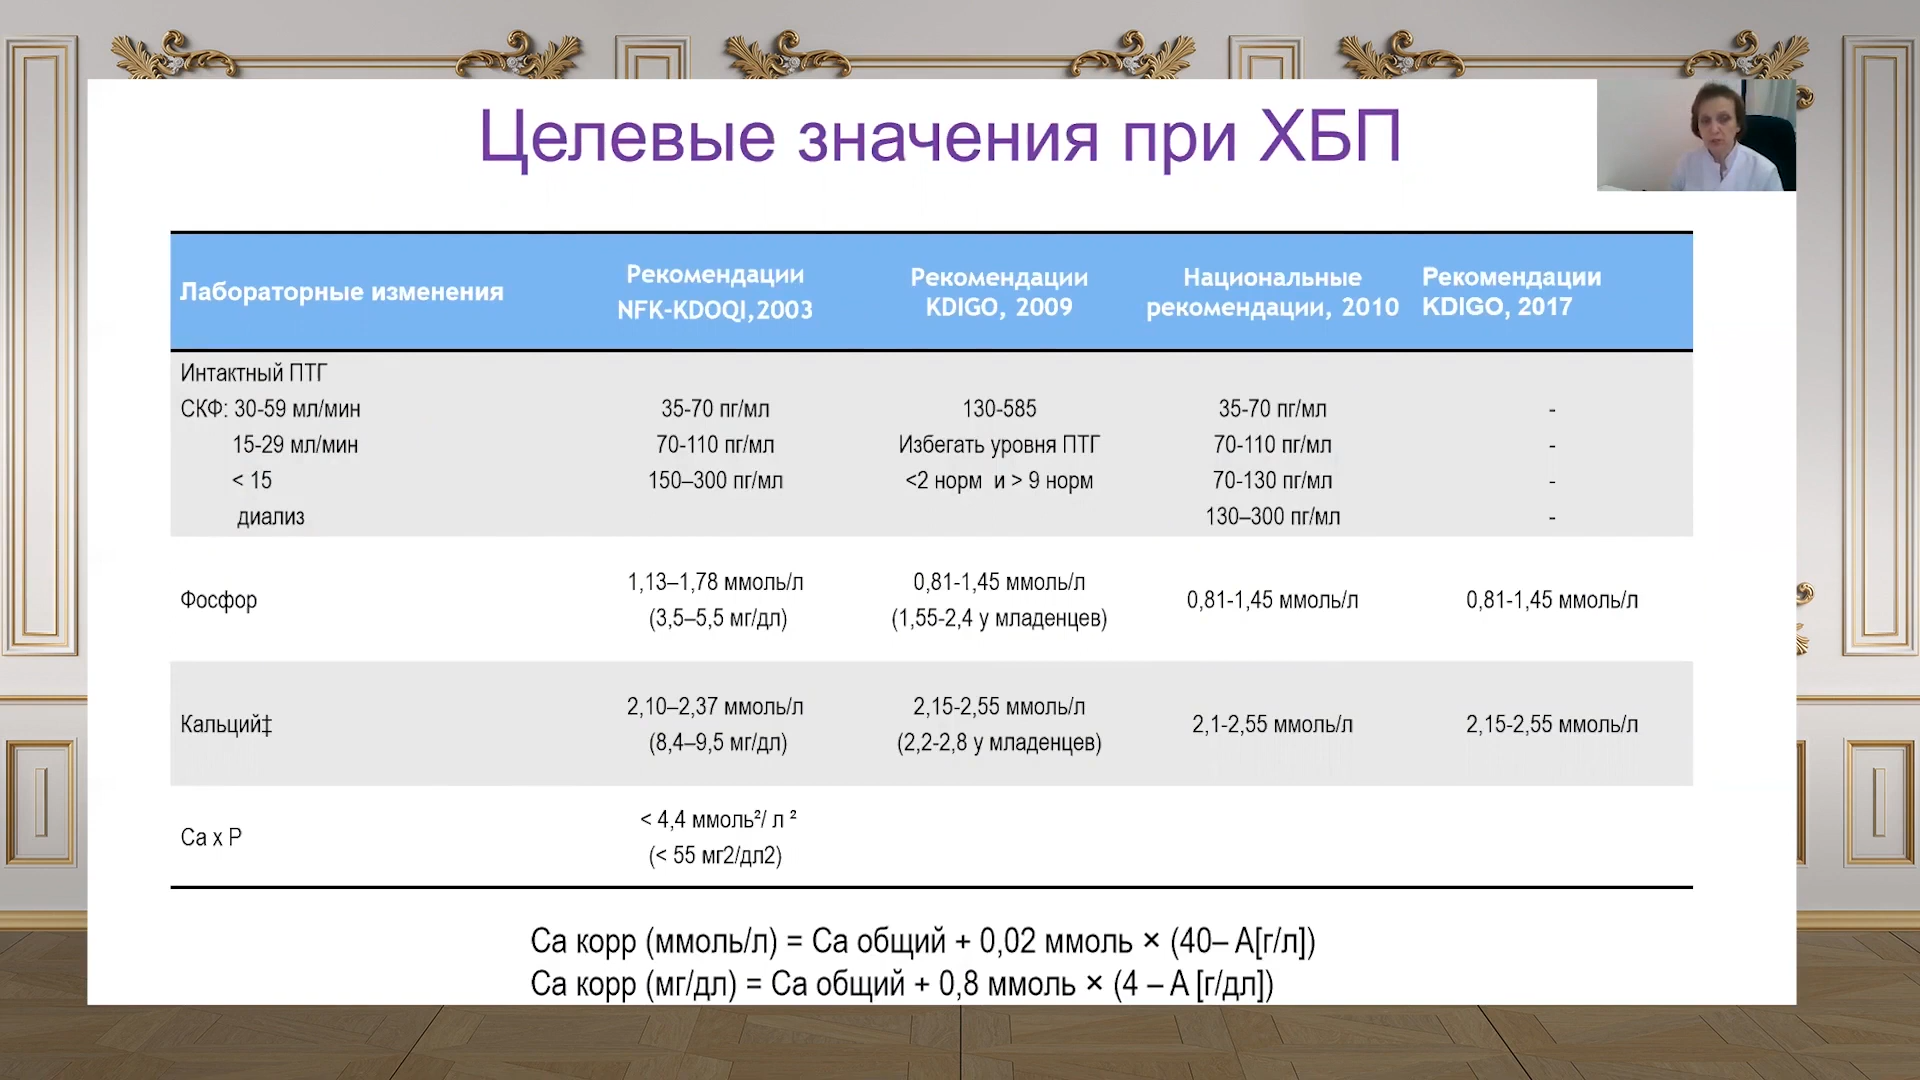 Целевые значения при ХБП
Лабораторные изменения
Рекомендации
NFK-KDOQI,2003
Рекомендации
KDIGO, 2009
Национальные
рекомендации, 2010
Рекомендации
KDIGO, 2017
Интактный ПТГ
СКФ: 30-59 мл/мин
35-70 пг/мл
130-585
35-70 пг/мл
-
15-29 мл/мин
70-110 пг/мл
Избегать уровня ПТГ
70-110 пг/мл
-
< 15
150–300 пг/мл
<2 норм и > 9 норм
70-130 пг/мл
-
диализ
130–300 пг/мл
-
Фосфор
1,13–1,78 ммоль/л
(3,5–5,5 мг/дл)
0,81-1,45 ммоль/л
(1,55-2,4 у младенцев)
0,81-1,45 ммоль/л
0,81-1,45 ммоль/л
Кальций‡
2,10–2,37 ммоль/л
(8,4–9,5 мг/дл)
2,15-2,55 ммоль/л
(2,2-2,8 у младенцев)
2,1-2,55 ммоль/л
2,15-2,55 ммоль/л
Ca x P
< 4,4 ммоль²/ л ²
(< 55 мг2/дл2)
Ca корр (ммоль/л) = Ca общий + 0,02 ммоль × (40– А[г/л])
Ca корр (мг/дл) = Ca общий + 0,8 ммоль × (4 – А [г/дл])